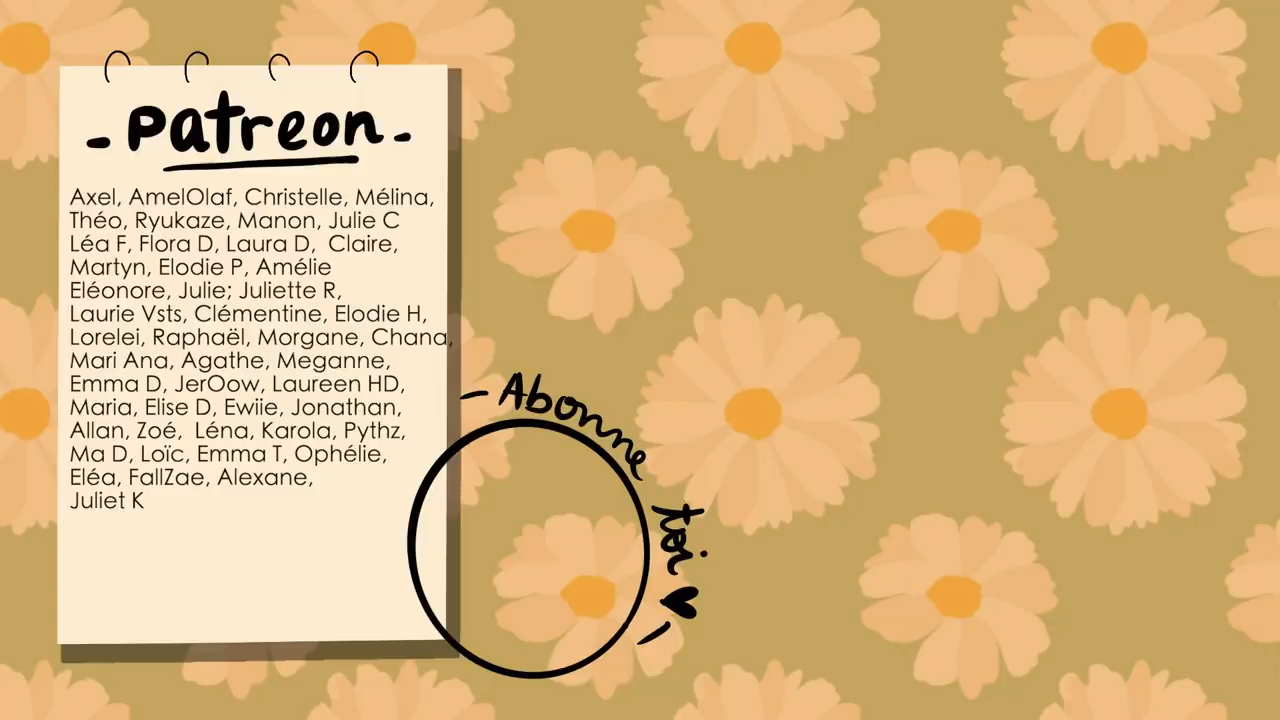 - Patreon -
Axel, AmelOlaf, Christelle, Mélina,
Théo, Ryukaze, Manon, Julie C
Léa F, Flora D, Laura D,  Claire,
Martyn, Elodie P, Amélie
Eléonore, Julie; Juliette R,
Laurie Vsts, Clémentine, Elodie H,
Lorelei, Raphaël, Morgane, Chana,
Mari Ana, Agathe, Meganne,
Emma D, JerOow, Laureen HD,
Maria, Elise D, Ewiie, Jonathan,
Allan, Zoé,  Léna, Karola, Pythz,
Ma D, Loïc, Emma T, Ophélie,
Eléa, FallZae, Alexane,
Juliet K
- Abonne toi ♥ -